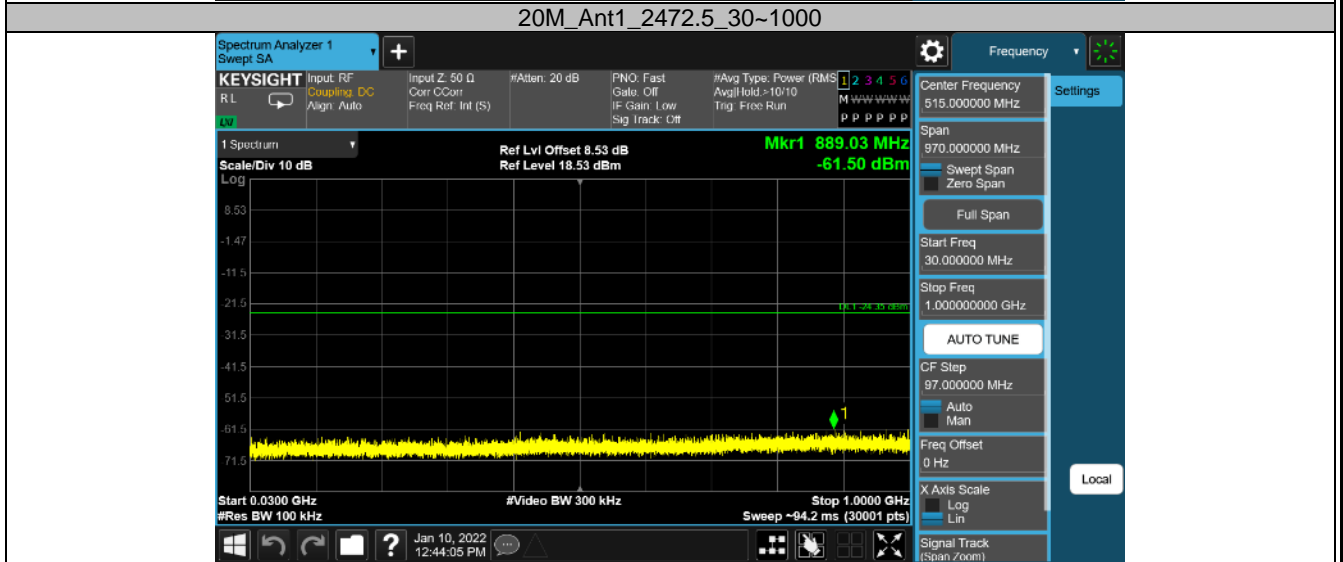 20M_Ant1_2472.5_30~1000
Spectrum Analyzer 1
Swept SA
+
Frequency
KEYSIGHT
RL
LXI
Input: RF
Coupling: DC
Align: Auto
Input Z: 50 Ω
Corr CCorr
Freq Ref: Int (S)
#Atten: 20 dB
PNO: Fast
Gate: Off
IF Gain: Low
Sig Track: Off
#Avg Type: Power (RMS
Avg|Hold:>10/10
Trig: Free Run
1 2 3 4 5 6
M W W W W W
P P P P P P
1 Spectrum
Scale/Div 10 dB
Ref Lvl Offset 8.53 dB
Ref Level 18.53 dBm
Mkr1 889.03 MHz
-61.50 dBm
Log
8.53
-1.47
-11.5
-21.5
DL1 -24.35 dBm
-31.5
-41.5
51.5
1
-61.5
71.5
Start 0.0300 GHz
#Res BW 100 kHz
#Video BW 300 kHz
Stop 1.0000 GHz
Sweep ~94.2 ms (30001 pts)
Jan 10, 2022
12:44:05 PM
Center Frequency
515.000000 MHz
Span
970.000000 MHz
Swept Span
Zero Span
Full Span
Start Freq
30.000000 MHz
Stop Freq
1.000000000 GHz
AUTO TUNE
CF Step
97.000000 MHz
Auto
Man
Freq Offset
0 Hz
X Axis Scale
Log
Lin
Signal Track
(Span Zoom)
Settings
Local